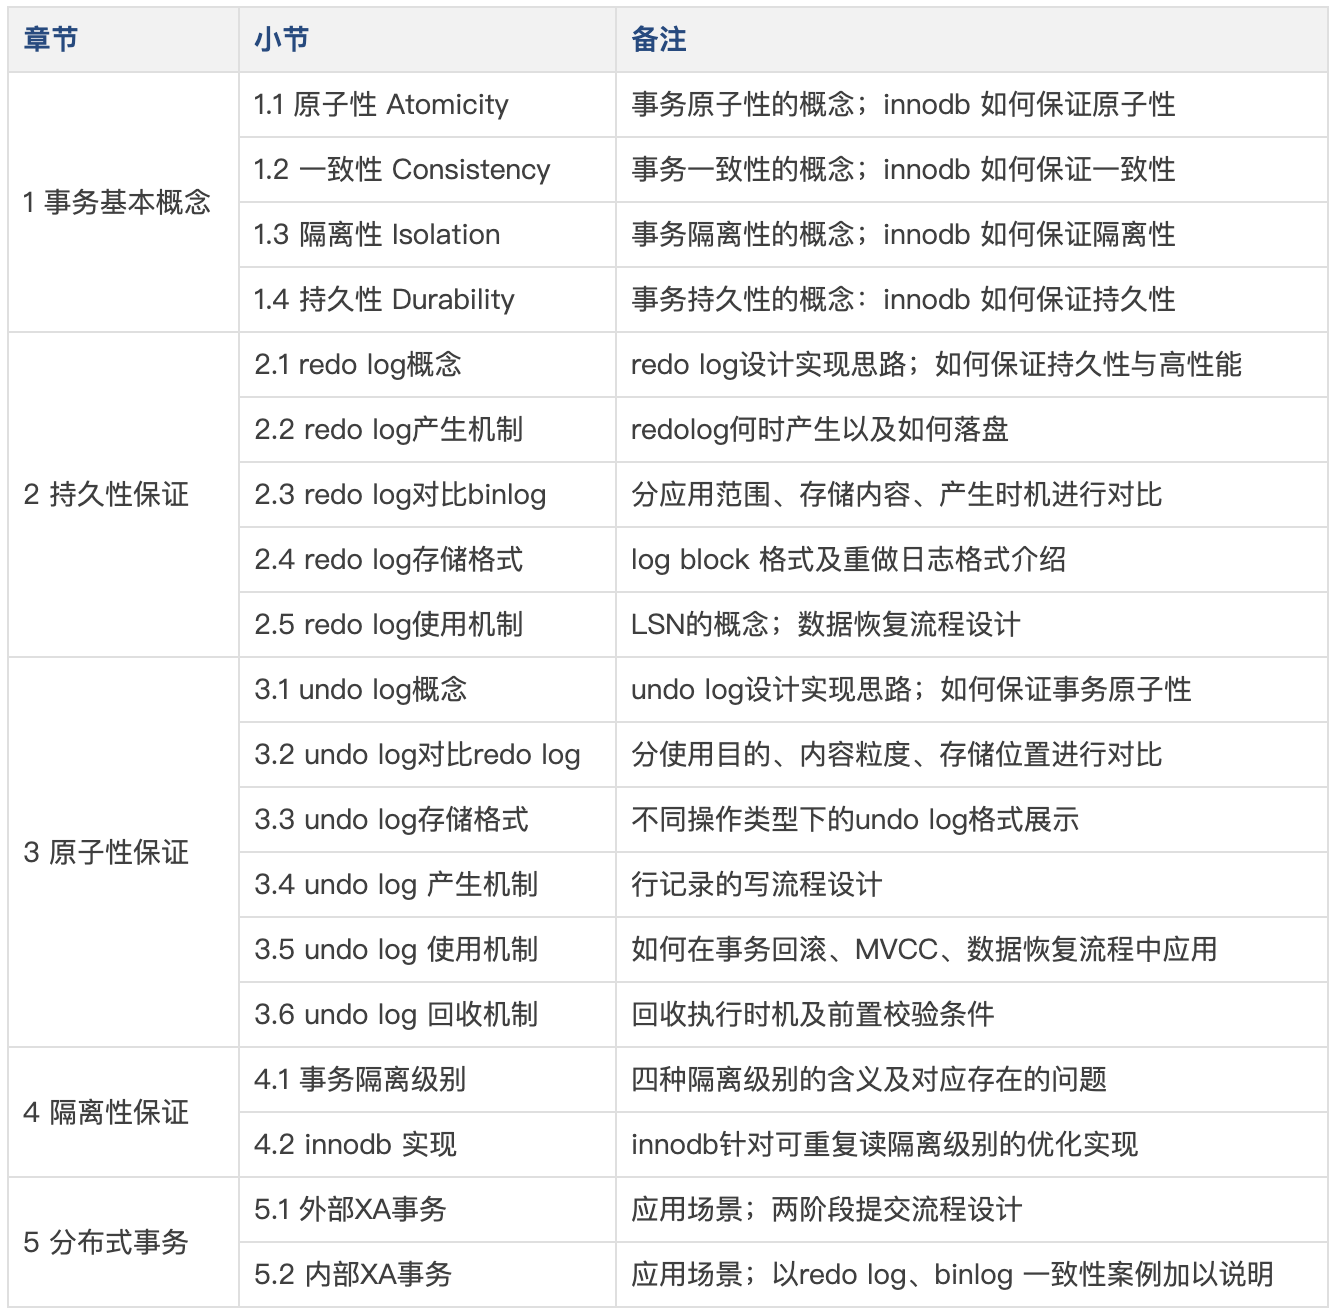 章节 小节 备注
1 事务基本概念
1.1 原子性 Atomicity 事务原子性的概念；innodb 如何保证原子性
1.2 一致性 Consistency 事务一致性的概念；innodb 如何保证一致性
1.3 隔离性 Isolation 事务隔离性的概念；innodb 如何保证隔离性
1.4 持久性 Durability 事务持久性的概念：innodb 如何保证持久性
2 持久性保证
2.1 redo log概念 redo log设计实现思路；如何保证持久性与高性能
2.2 redo log产生机制 redolog何时产生以及如何落盘
2.3 redo log对比binlog 分应用范围、存储内容、产生时机进行对比
2.4 redo log存储格式 log block 格式及重做日志格式介绍
2.5 redo log使用机制 LSN的概念；数据恢复流程设计
3 原子性保证
3.1 undo log概念 undo log设计实现思路；如何保证事务原子性
3.2 undo log对比redo log 分使用目的、内容粒度、存储位置进行对比
3.3 undo log存储格式 不同操作类型下的undo log格式展示
3.4 undo log 产生机制 行记录的写流程设计
3.5 undo log 使用机制 如何在事务回滚、MVCC、数据恢复流程中应用
3.6 undo log 回收机制 回收执行时机及前置校验条件
4 隔离性保证
4.1 事务隔离级别 四种隔离级别的含义及对应存在的问题
4.2 innodb 实现 innodb针对可重复读隔离级别的优化实现
5 分布式事务
5.1 外部XA事务 应用场景；两阶段提交流程设计
5.2 内部XA事务 应用场景；以redo log、binlog 一致性案例加以说明